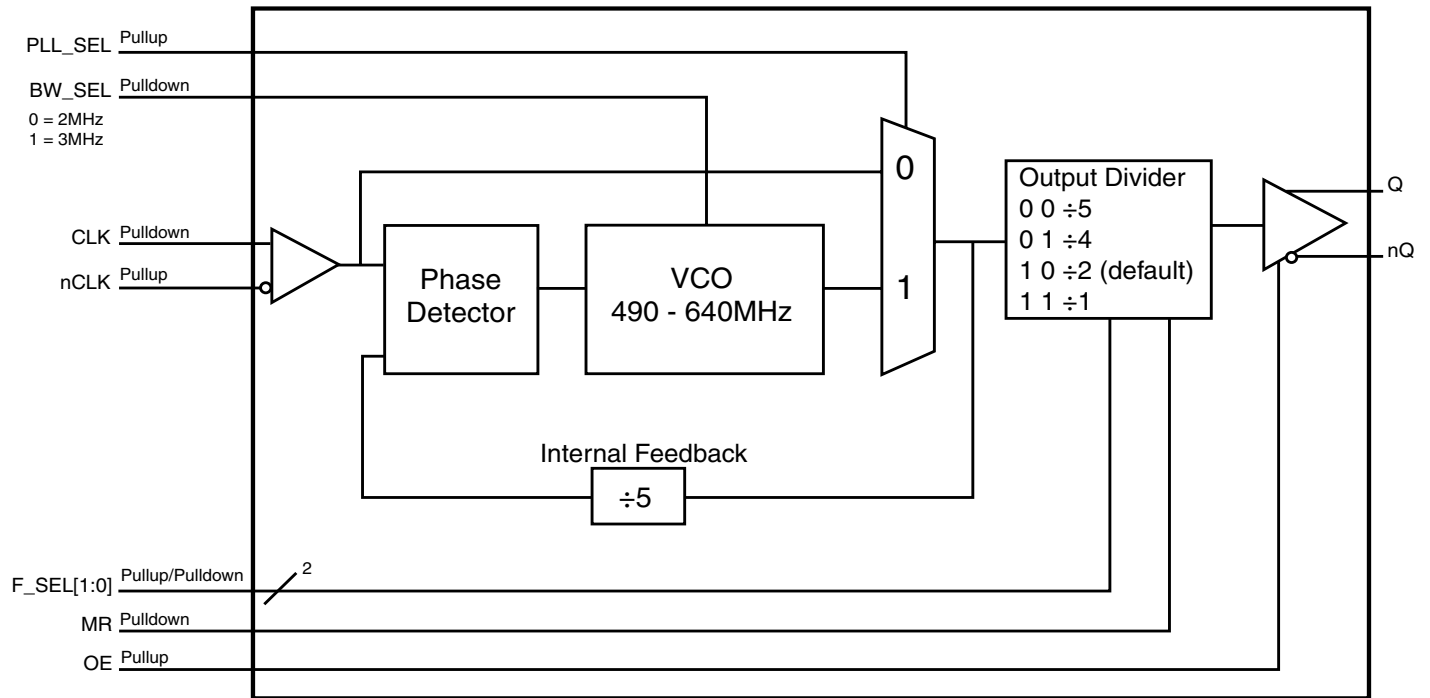 PLL_SEL Pullup
BW_SEL Pulldown
0 = 2MHz
1 = 3MHz
CLK Pulldown
nCLK Pullup
Phase
Detector
VCO
490 - 640MHz
0
1
Output Divider
0 0 ÷5
0 1 ÷4
1 0 ÷2 (default)
1 1 ÷1
Q
nQ
Internal Feedback
÷5
F_SEL[1:0] Pullup/Pulldown 2
MR Pulldown
OE Pullup